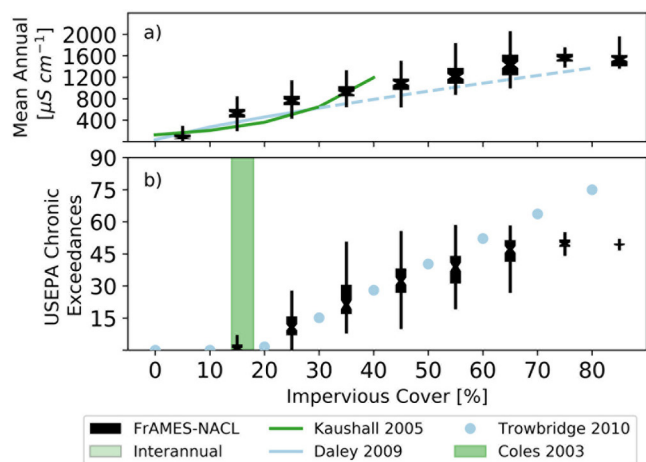 a)
Mean Annual
[μS cm⁻¹]
2000
1600
1200
800
400
b)
USEPA Chronic
Exceedances
90
75
60
45
30
15
0 10 20 30 40 50 60 70 80
Impervious Cover [%]
FrAMES-NACL Kaushall 2005 Trowbridge 2010
Interannual Daley 2009 Coles 2003